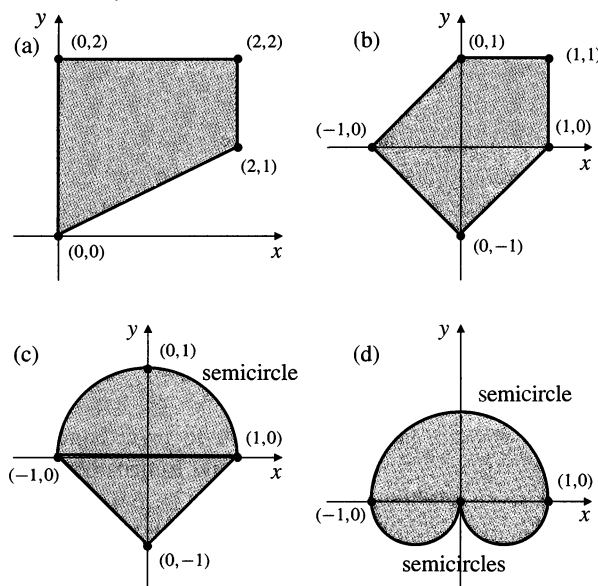 (a)
y
(0,2)
(2,2)
(2,1)
(0,0)
x
(b)
y
(0,1)
(1,1)
(-1,0)
(1,0)
x
(0,-1)
(c)
y
(0,1)
semicircle
(-1,0)
(1,0)
x
(0,-1)
(d)
y
semicircle
(-1,0)
(1,0)
x
semicircles